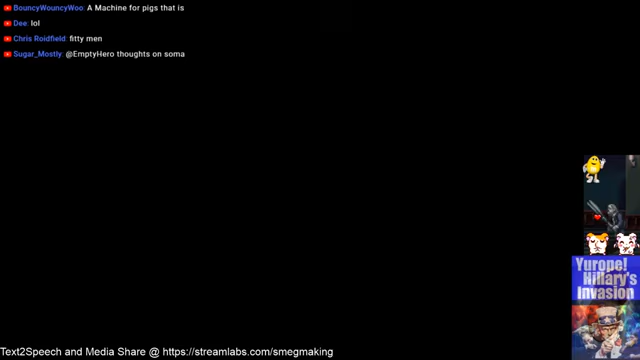 BouncyWouncyWoo: A Machine for pigs that is
Dee: lol
Chris Roidfield: fitty men
Sugar_Mostly: @EmptyHero thoughts on soma
Yurope!
Hillary's
Invasion
Text2Speech and Media Share @ https://streamlabs.com/smegmaking